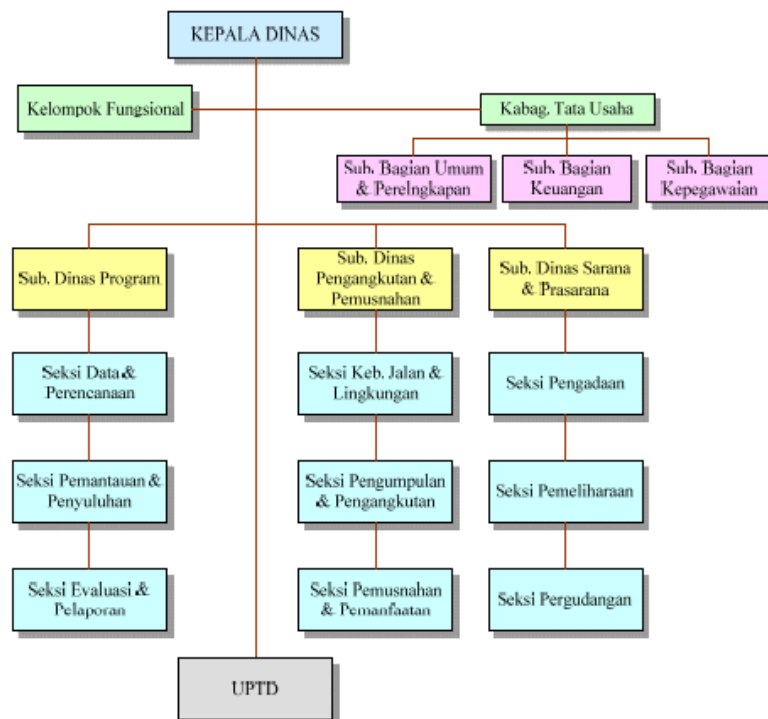 KEPALA DINAS
Kelompok Fungsional
Kabag. Tata Usaha
Sub. Bagian Umum
& Perelngkapan
Sub. Bagian
Keuangan
Sub. Bagian
Kepegawaian
Sub. Dinas Program
Sub. Dinas
Pengangkutan &
Pemusnahan
Sub. Dinas Sarana
& Prasarana
Seksi Data &
Perencanaan
Seksi Keb. Jalan &
Lingkungan
Seksi Pengadaan
Seksi Pemantauan &
Penyuluhan
Seksi Pengumpulan
& Pengangkutan
Seksi Pemeliharaan
Seksi Evaluasi &
Pelaporan
Seksi Pemusnahan
& Pemanfaatan
Seksi Pergudangan
UPTD